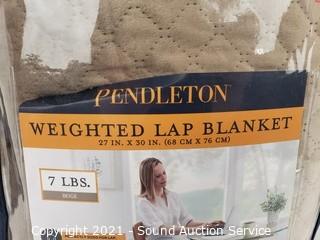 PENDLETON
WEIGHTED LAP BLANKET
27 IN. X 30 IN. (68 CM X 76 CM)
7 LBS.
BEIGE
Copyright 2021 - Sound Auction Service